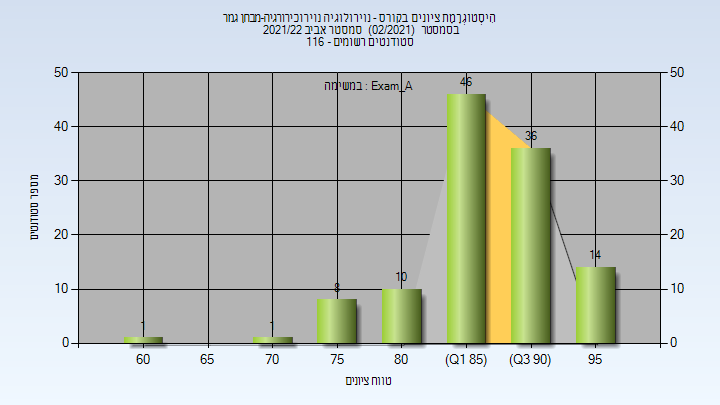 הִיסְטוֹגְרָמַת ציונים בקורס - נוירולוגיה נוירוכירורגיה-מבחן גמר
בסמסטר (02/2021) סמסטר אביב 2021/22
סטודנטים רשומים - 116
במשימה : Exam_A
מספר סטודנטים
50 50
40 40
30 30
20 20
10 10
0 0
1 1 8 10 46 36 14
60 65 70 75 80 (Q1 85) (Q3 90) 95
טווח ציונים